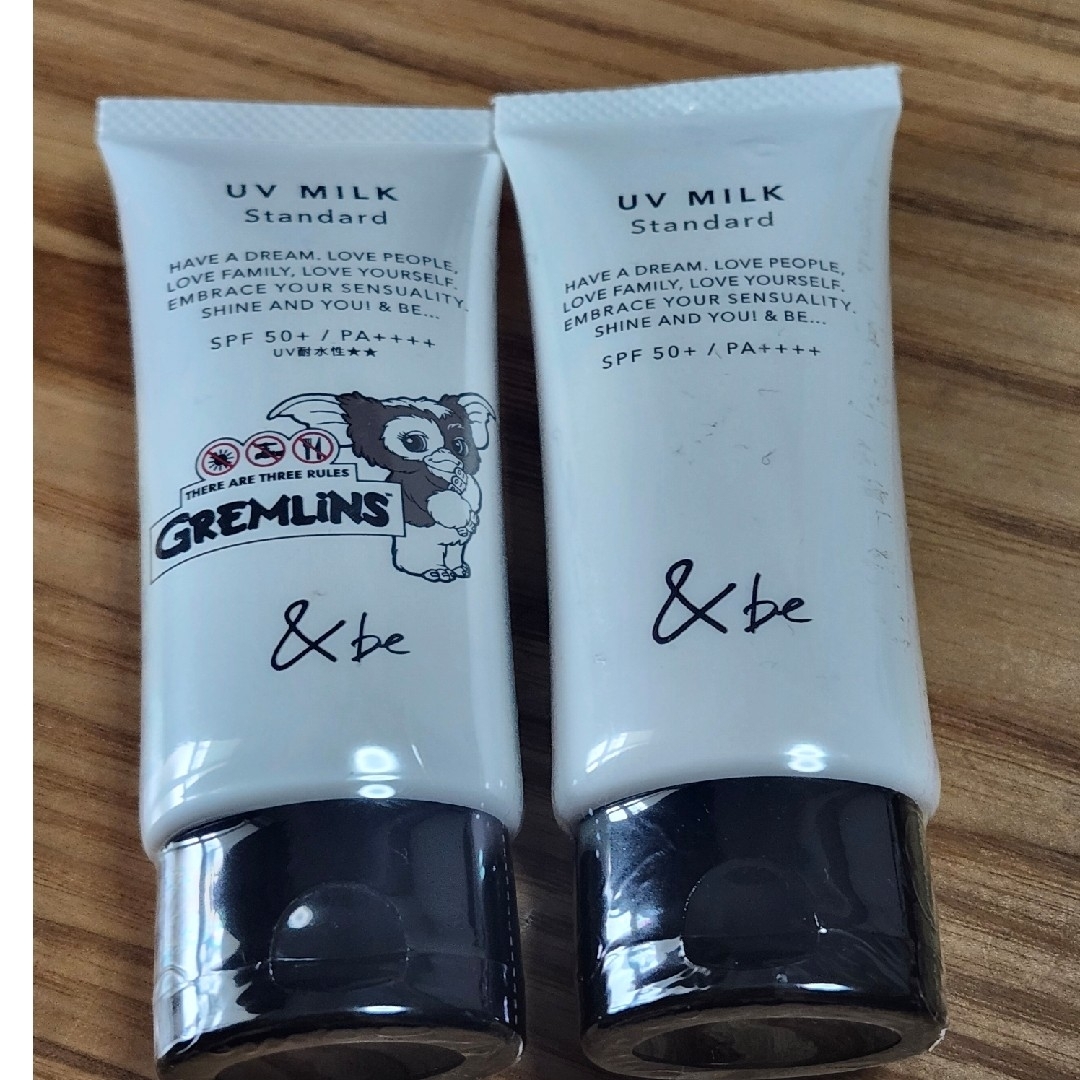 UV MILK
Standard
HAVE A DREAM. LOVE PEOPLE,
LOVE FAMILY, LOVE YOURSELF.
EMBRACE YOUR SENSUALITY.
SHINE AND YOU! & BE...
SPF 50+ / PA++++
UV耐水性★★
THERE ARE THREE RULES
GREMLiNS™
&be
UV MILK
Standard
HAVE A DREAM. LOVE PEOPLE,
LOVE FAMILY, LOVE YOURSELF.
EMBRACE YOUR SENSUALITY.
SHINE AND YOU! & BE...
SPF 50+ / PA++++
&be